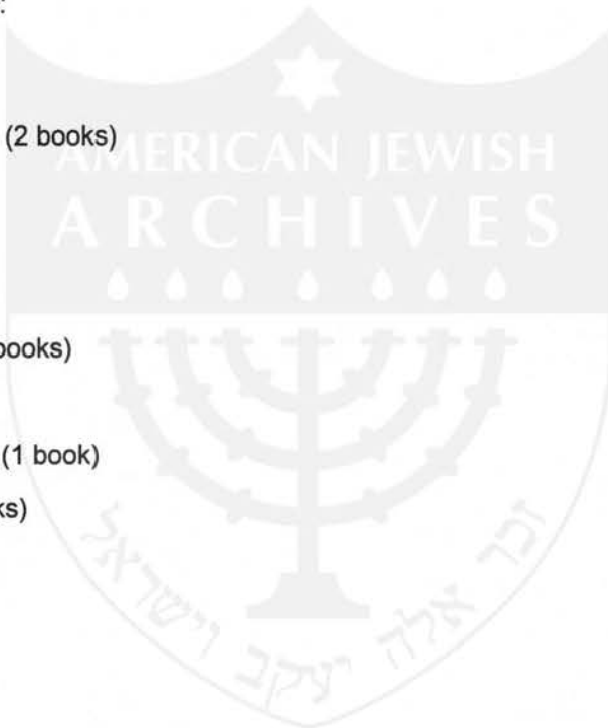 :
(2 books)
AMERICAN JEWISH
ARCHIVES
books)
(1 book)
ks)
זכר אלה יעקב וישראל